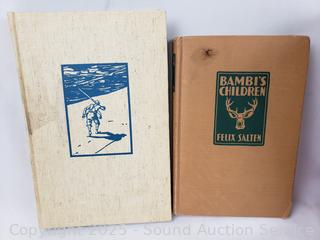 BAMBI'S
CHILDREN
FELIX SALTEN
Copyright 2025 - Sound Auction Service